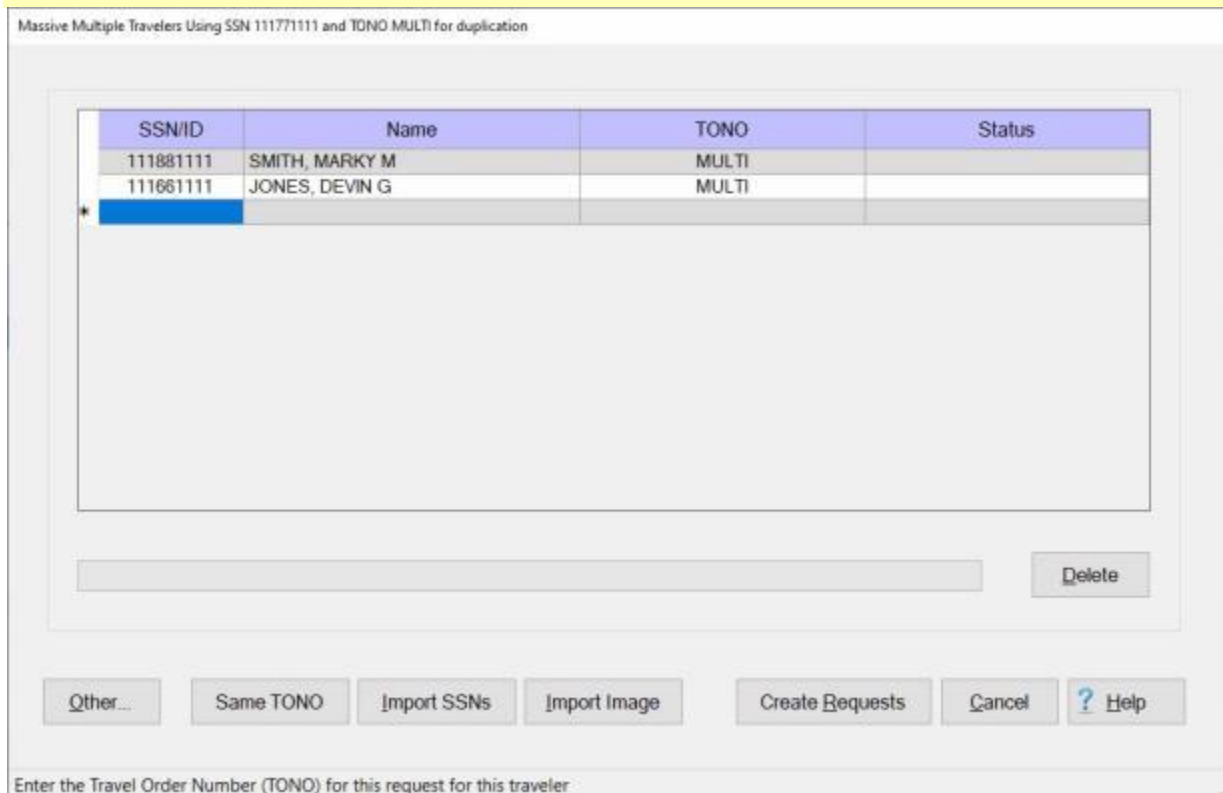 Massive Multiple Travelers Using SSN 111771111 and TONO MULTI for duplication
SSN/ID Name TONO Status
111881111 SMITH, MARKY M MULTI
111661111 JONES, DEVIN G MULTI
*
Delete
Other... Same TONO Import SSNs Import Image Create Requests Cancel ? Help
Enter the Travel Order Number (TONO) for this request for this traveler